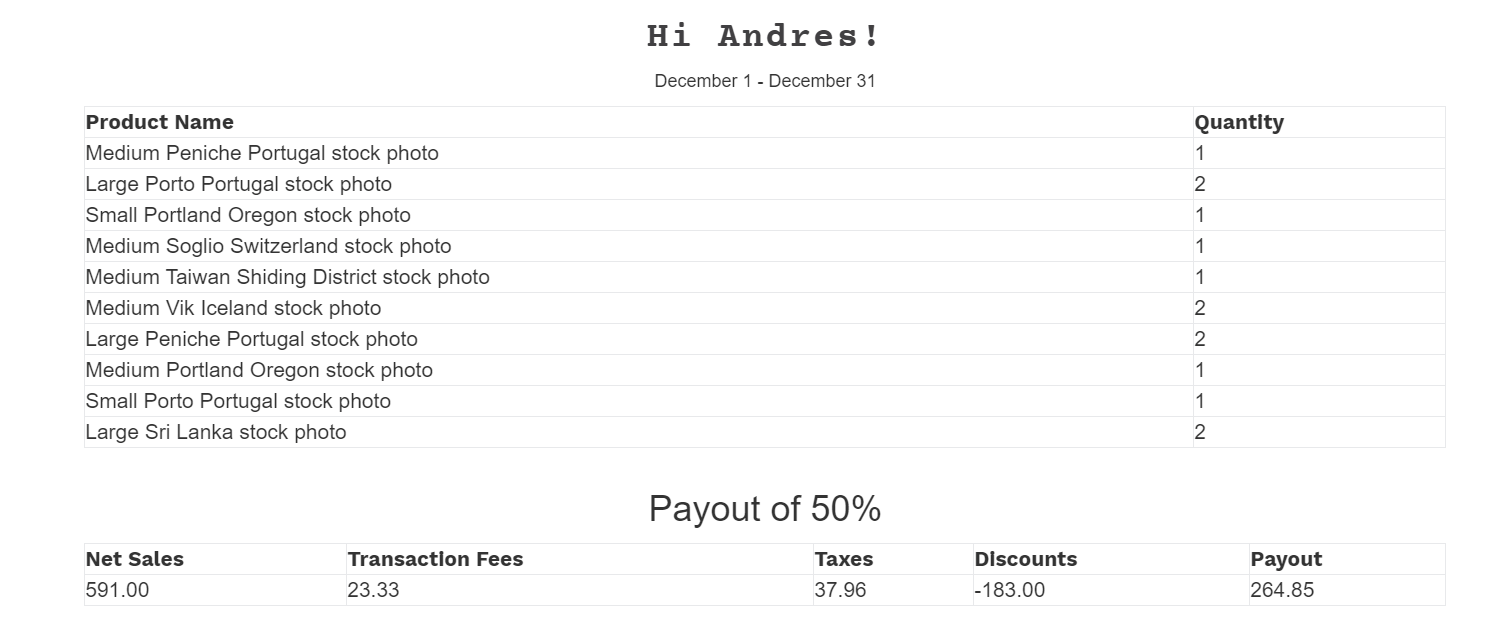 Hi Andres!
December 1 - December 31
Product Name Quantity
Medium Peniche Portugal stock photo 1
Large Porto Portugal stock photo 2
Small Portland Oregon stock photo 1
Medium Soglio Switzerland stock photo 1
Medium Taiwan Shiding District stock photo 1
Medium Vik Iceland stock photo 2
Large Peniche Portugal stock photo 2
Medium Portland Oregon stock photo 1
Small Porto Portugal stock photo 1
Large Sri Lanka stock photo 2
Payout of 50%
Net Sales Transaction Fees Taxes Discounts Payout
591.00 23.33 37.96 -183.00 264.85